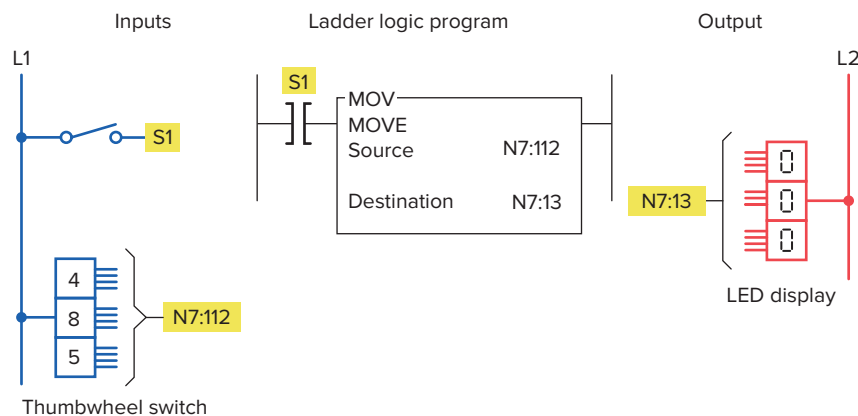 Inputs
Ladder logic program
Output
L1
L2
S1
S1
MOV
MOVE
Source N7:112
Destination N7:13
N7:13
0
0
0
LED display
4
8
5
N7:112
Thumbwheel switch